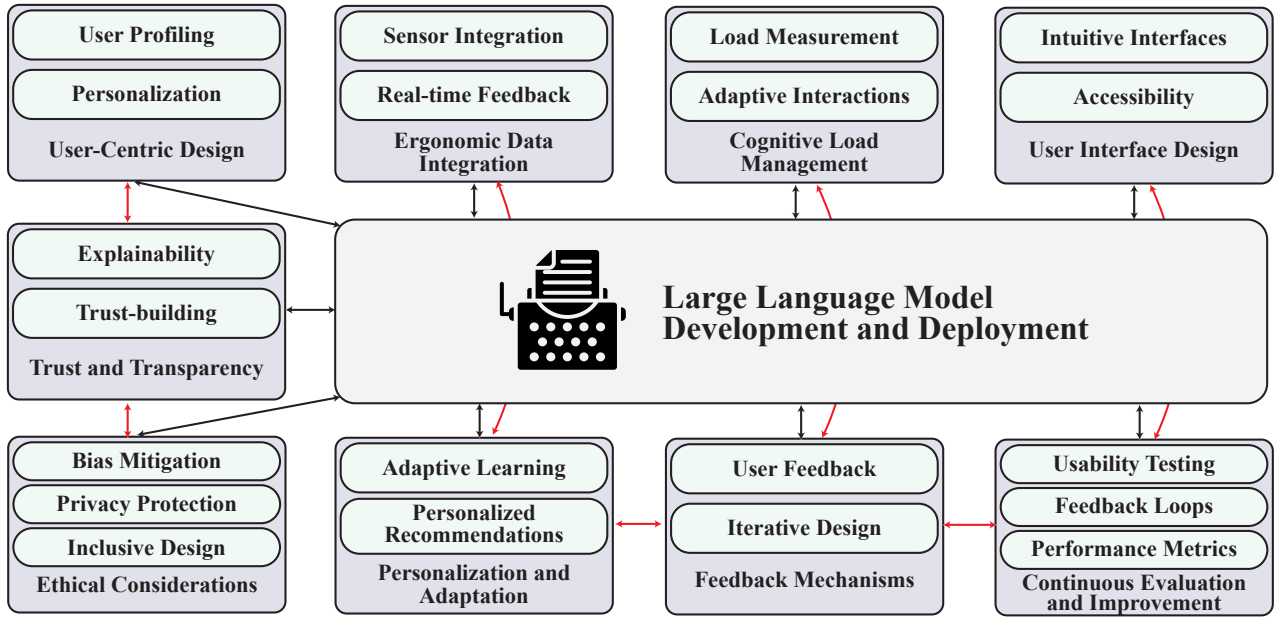 User Profiling
Personalization
User-Centric Design
Sensor Integration
Real-time Feedback
Ergonomic Data
Integration
Load Measurement
Adaptive Interactions
Cognitive Load
Management
Intuitive Interfaces
Accessibility
User Interface Design
Explainability
Trust-building
Trust and Transparency
Large Language Model
Development and Deployment
Bias Mitigation
Privacy Protection
Inclusive Design
Ethical Considerations
Adaptive Learning
Personalized
Recommendations
Personalization and
Adaptation
User Feedback
Iterative Design
Feedback Mechanisms
Usability Testing
Feedback Loops
Performance Metrics
Continuous Evaluation
and Improvement